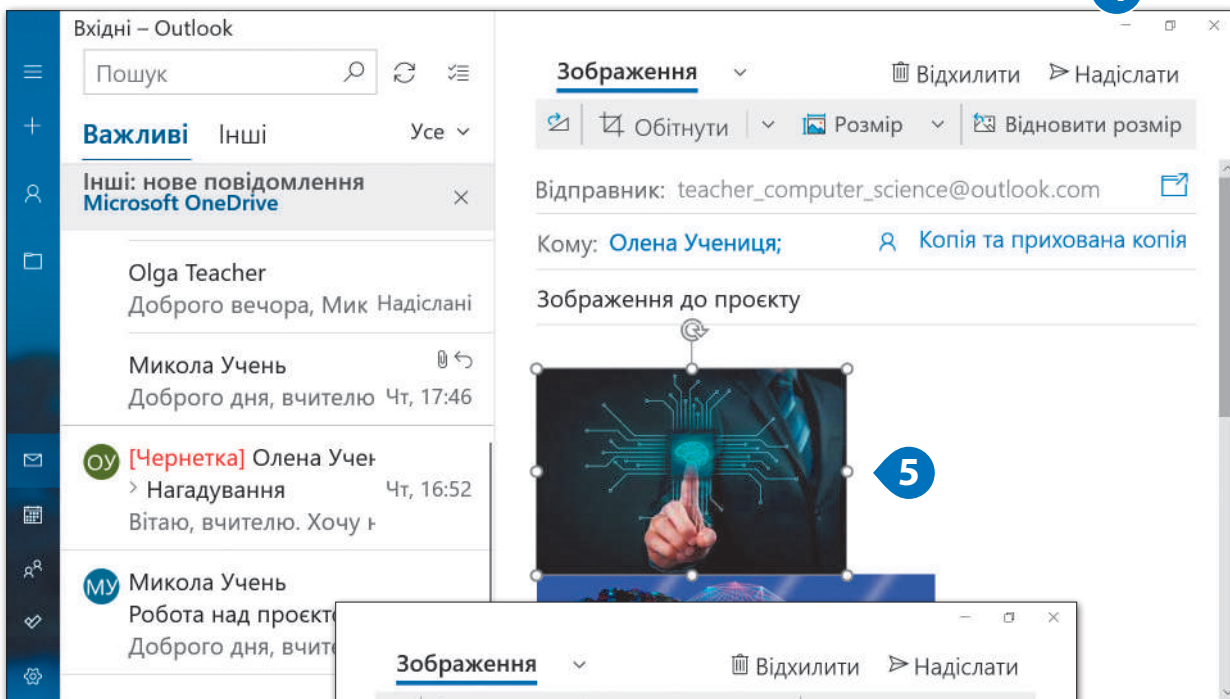 Вхідні – Outlook
Пошук
Важливі Інші Усе
Інші: нове повідомлення
Microsoft OneDrive
Olga Teacher
Доброго вечора, Мик Надіслані
Микола Учень
Доброго дня, вчителю Чт, 17:46
ОУ [Чернетка] Олена Учен
> Нагадування Чт, 16:52
Вітаю, вчителю. Хочу н
МУ Микола Учень
Робота над проєкто
Доброго дня, вчите
Зображення Відхилити Надіслати
Обітнути Розмір Відновити розмір
Відправник: teacher_computer_science@outlook.com
Кому: Олена Учениця; Копія та прихована копія
Зображення до проєкту
5
Зображення Відхилити Надіслати